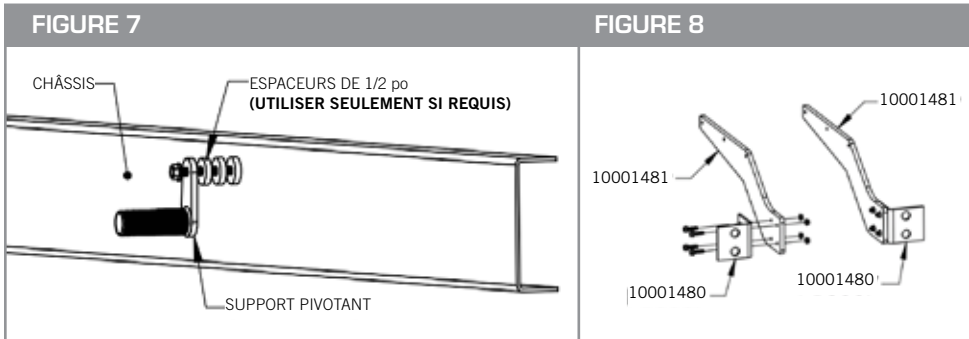 FIGURE 7
CHÂSSIS
ESPACEURS DE 1/2 po
(UTILISER SEULEMENT SI REQUIS)
SUPPORT PIVOTANT
FIGURE 8
10001481
10001481
10001480
10001480